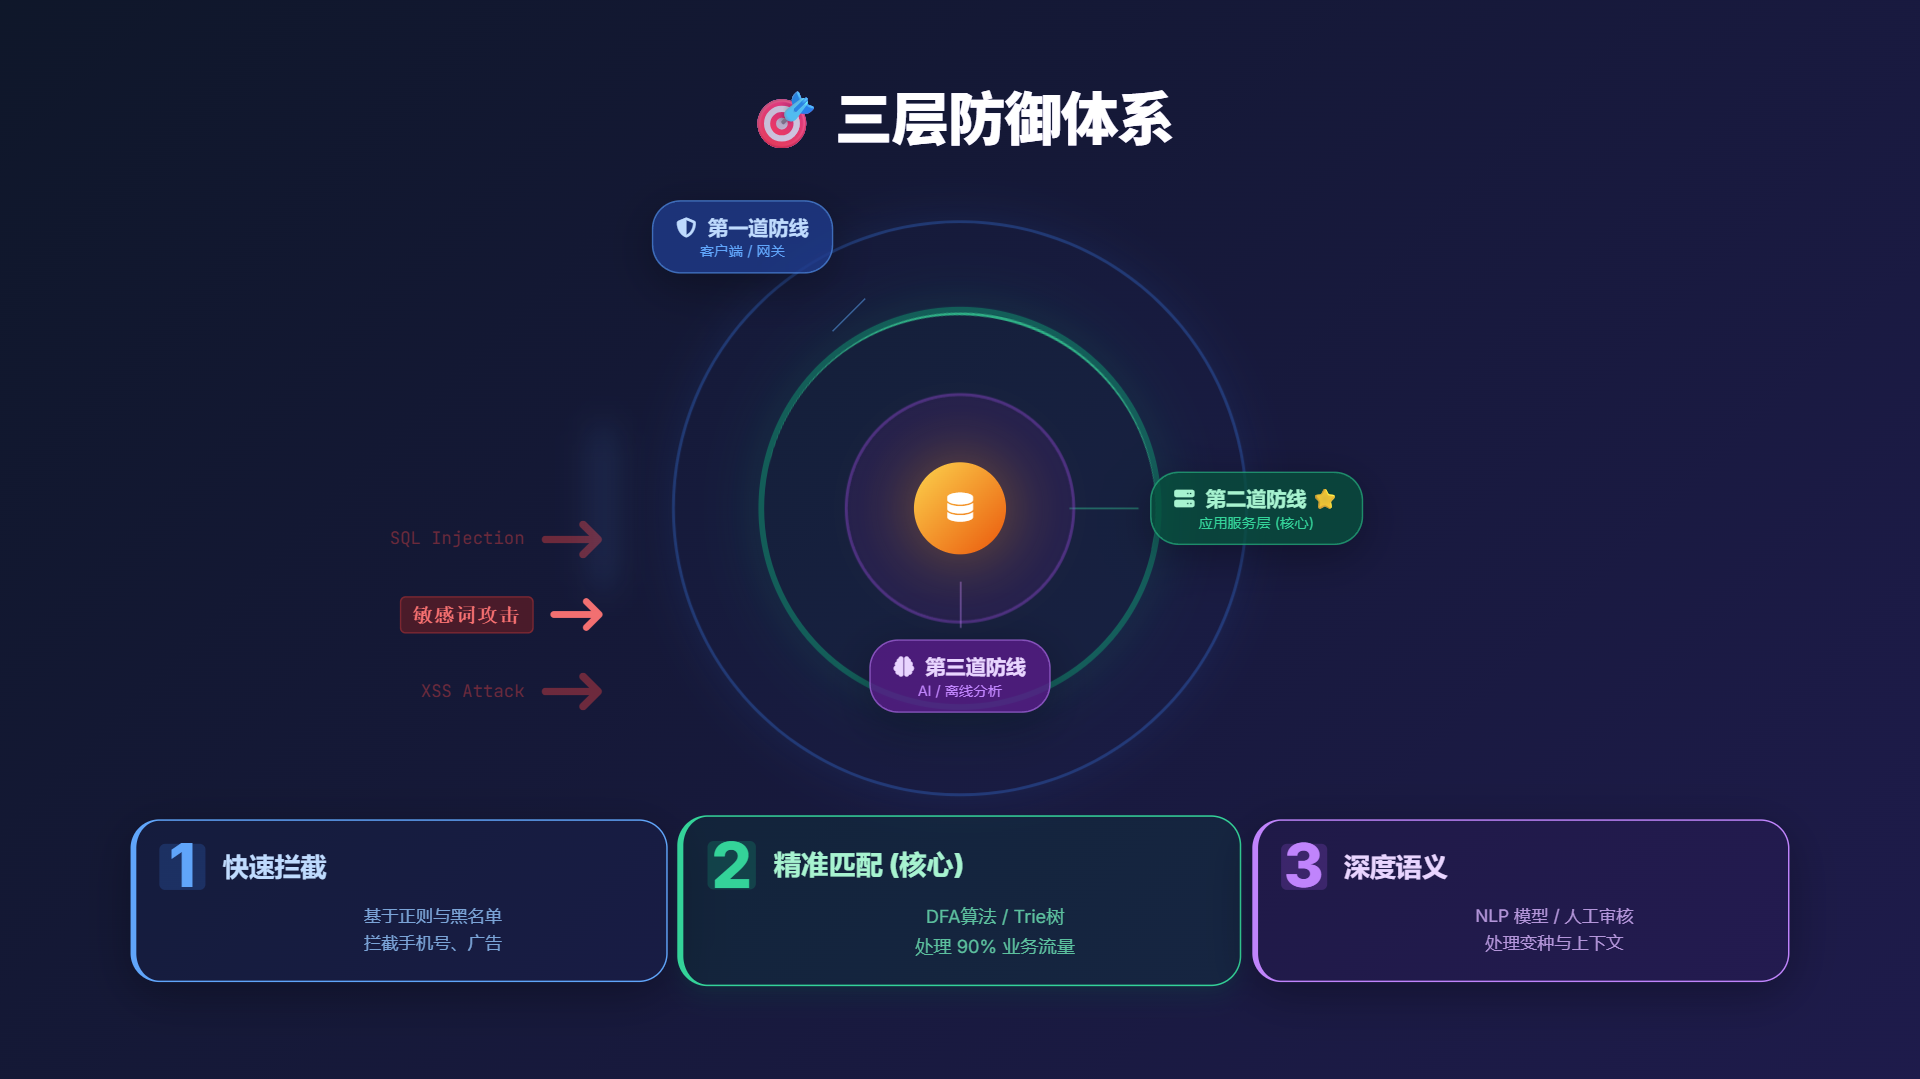 三层防御体系
第一道防线
客户端 / 网关
第二道防线
应用服务层 (核心)
SQL Injection
敏感词攻击
XSS Attack
第三道防线
AI / 离线分析
1 快速拦截
基于正则与黑名单
拦截手机号、广告
2 精准匹配 (核心)
DFA算法 / Trie树
处理 90% 业务流量
3 深度语义
NLP 模型 / 人工审核
处理变种与上下文